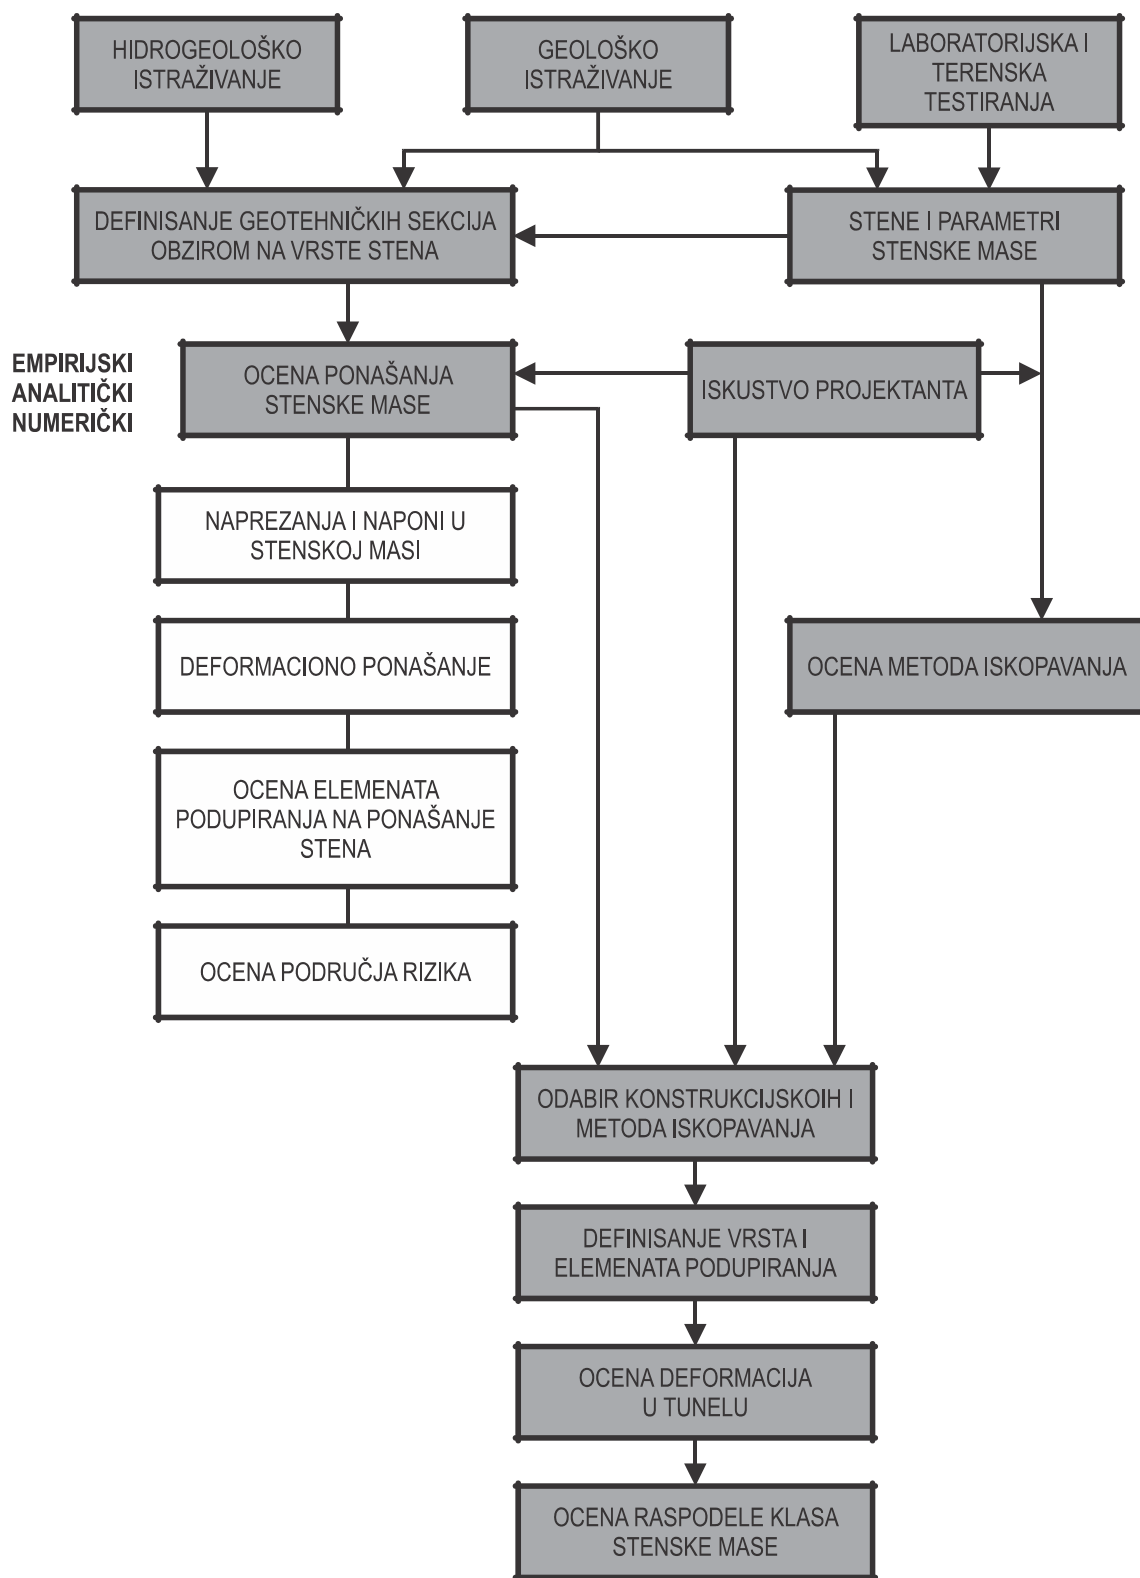 HIDROGEOLOŠKO
ISTRAŽIVANJE
GEOLOŠKO
ISTRAŽIVANJE
LABORATORIJSKA I
TERENSKA
TESTIRANJA
DEFINISANJE GEOTEHNIČKIH SEKCIJA
OBZIROM NA VRSTE STENA
STENE I PARAMETRI
STENSKE MASE
EMPIRIJSKI
ANALITIČKI
NUMERIČKI
OCENA PONAŠANJA
STENSKE MASE
ISKUSTVO PROJEKTANTA
NAPREZANJA I NAPONI U
STENSKOJ MASI
DEFORMACIONO PONAŠANJE
OCENA METODA ISKOPAVANJA
OCENA ELEMENATA
PODUPIRANJA NA PONAŠANJE
STENA
OCENA PODRUČJA RIZIKA
ODABIR KONSTRUKCIJSKOIH I
METODA ISKOPAVANJA
DEFINISANJE VRSTA I
ELEMENATA PODUPIRANJA
OCENA DEFORMACIJA
U TUNELU
OCENA RASPODELE KLASA
STENSKE MASE